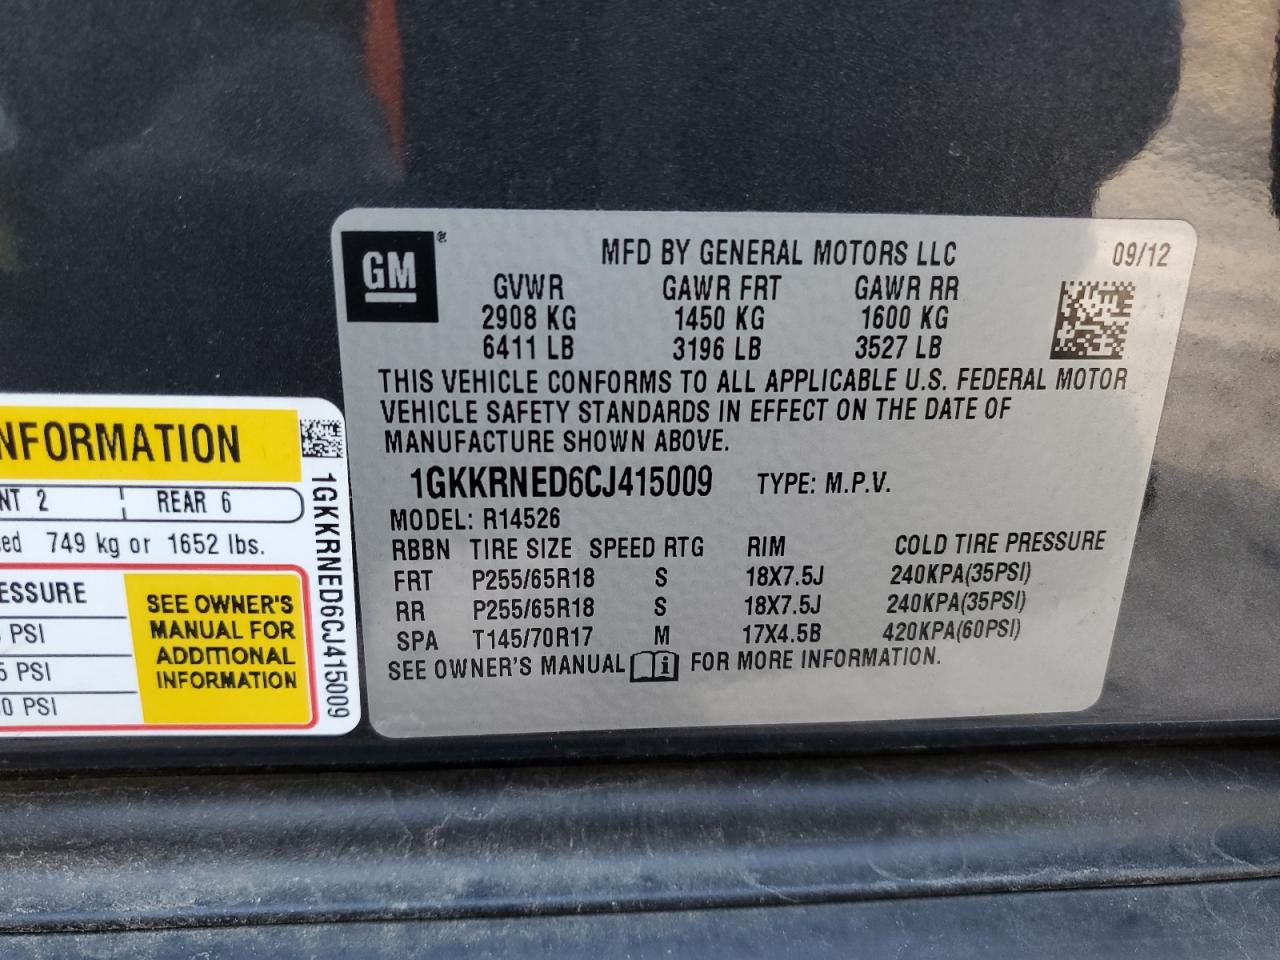 GM®
MFD BY GENERAL MOTORS LLC 09/12
GVWR GAWR FRT GAWR RR
2908 KG 1450 KG 1600 KG
6411 LB 3196 LB 3527 LB
THIS VEHICLE CONFORMS TO ALL APPLICABLE U.S. FEDERAL MOTOR
VEHICLE SAFETY STANDARDS IN EFFECT ON THE DATE OF
MANUFACTURE SHOWN ABOVE.
1GKKRNED6CJ415009 TYPE: M.P.V.
MODEL: R14526
RBBN TIRE SIZE SPEED RTG RIM COLD TIRE PRESSURE
FRT P255/65R18 S 18X7.5J 240KPA(35PSI)
RR P255/65R18 S 18X7.5J 240KPA(35PSI)
SPA T145/70R17 M 17X4.5B 420KPA(60PSI)
SEE OWNER'S MANUAL FOR MORE INFORMATION.
NFORMATION
NT 2 REAR 6
ed 749 kg or 1652 lbs.
ESSURE
PSI
5 PSI
0 PSI
SEE OWNER'S
MANUAL FOR
ADDITIONAL
INFORMATION
1GKKRNED6CJ415009